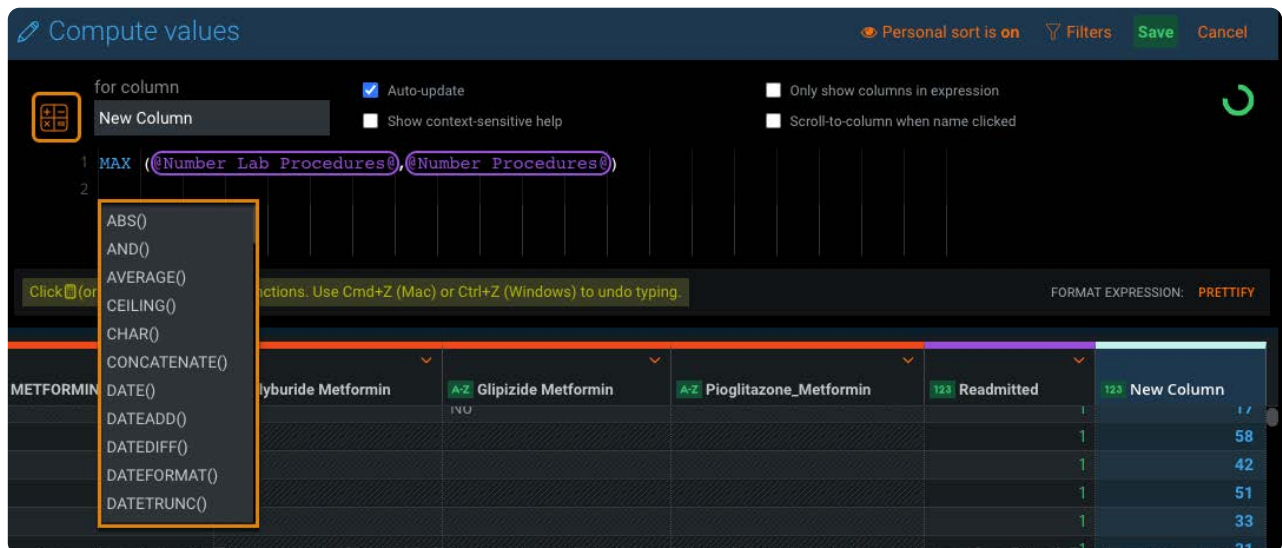 Compute values
Personal sort is on
Filters
Save
Cancel
for column
New Column
Auto-update
Show context-sensitive help
Only show columns in expression
Scroll-to-column when name clicked
1 MAX (@Number Lab Procedures@,@Number Procedures@)
2
ABS()
AND()
AVERAGE()
CEILING()
CHAR()
CONCATENATE()
DATE()
DATEADD()
DATEDIFF()
DATEFORMAT()
DATETRUNC()
Click (or nctions. Use Cmd+Z (Mac) or Ctrl+Z (Windows) to undo typing.
FORMAT EXPRESSION: PRETTIFY
METFORMIN lyburide Metformin A-Z Glipizide Metformin A-Z Pioglitazone_Metformin 123 Readmitted 123 New Column
No 1 17
1 58
1 42
1 51
1 33
1 31